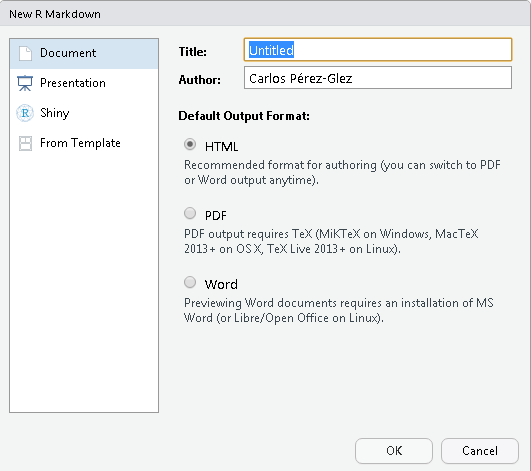 New R Markdown
Document
Presentation
R Shiny
From Template
Title: Untitled
Author: Carlos Pérez-Glez
Default Output Format:
HTML
Recommended format for authoring (you can switch to PDF
or Word output anytime).
PDF
PDF output requires TeX (MiKTeX on Windows, MacTeX
2013+ on OS X, TeX Live 2013+ on Linux).
Word
Previewing Word documents requires an installation of MS
Word (or Libre/Open Office on Linux).
OK Cancel